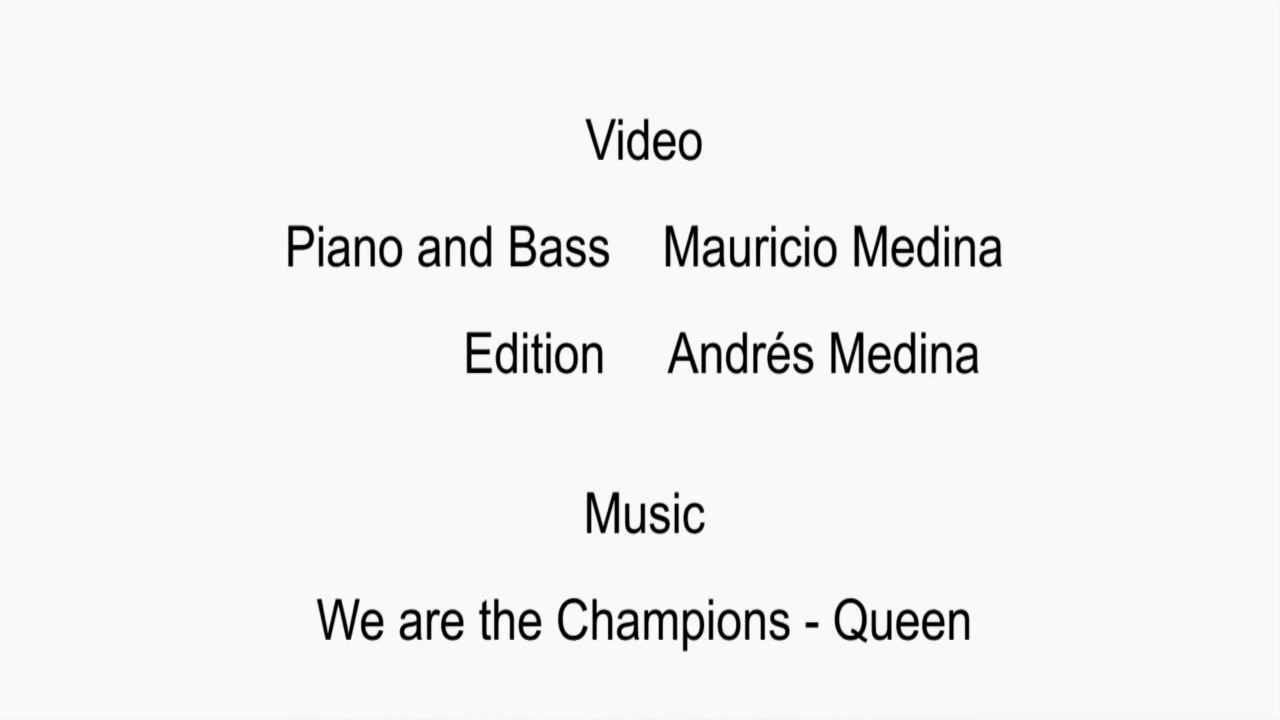 Video
Piano and Bass Mauricio Medina
Edition Andrés Medina
Music
We are the Champions - Queen